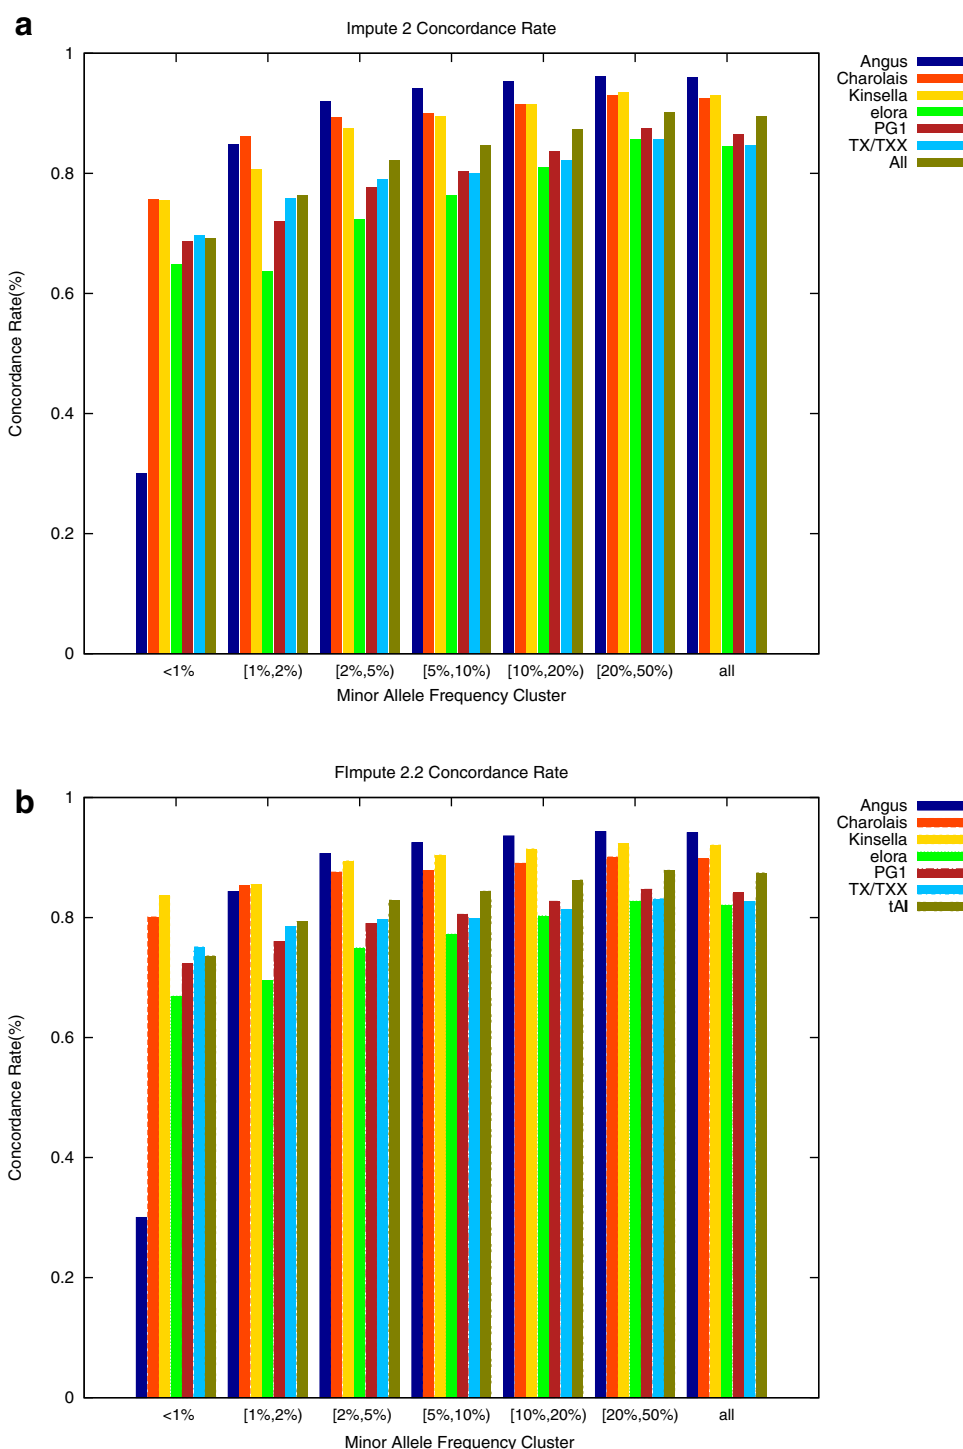 a
Impute 2 Concordance Rate
1
0.8
0.6
0.4
0.2
0
Concordance Rate(%)
<1%
[1%,2%)
[2%,5%)
[5%,10%)
[10%,20%)
[20%,50%)
all
Minor Allele Frequency Cluster
Angus
Charolais
Kinsella
elora
PG1
TX/TXX
All
b
FImpute 2.2 Concordance Rate
1
0.8
0.6
0.4
0.2
0
Concordance Rate(%)
<1%
[1%,2%)
[2%,5%)
[5%,10%)
[10%,20%)
[20%,50%)
all
Minor Allele Frequency Cluster
Angus
Charolais
Kinsella
elora
PG1
TX/TXX
tAll